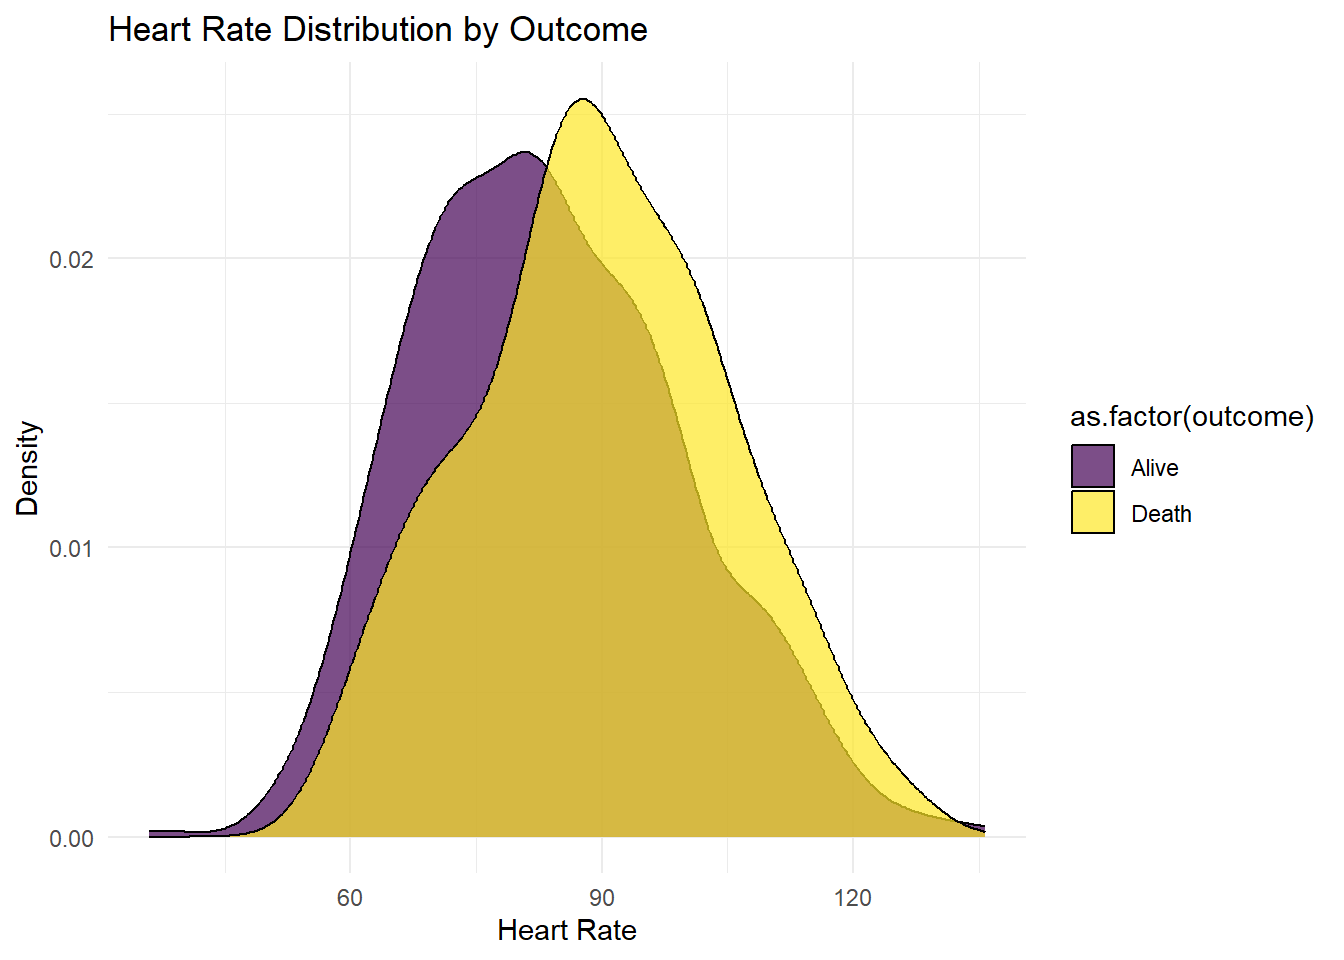 Heart Rate Distribution by Outcome
Density
0.02
0.01
0.00
60
90
120
Heart Rate
as.factor(outcome)
Alive
Death